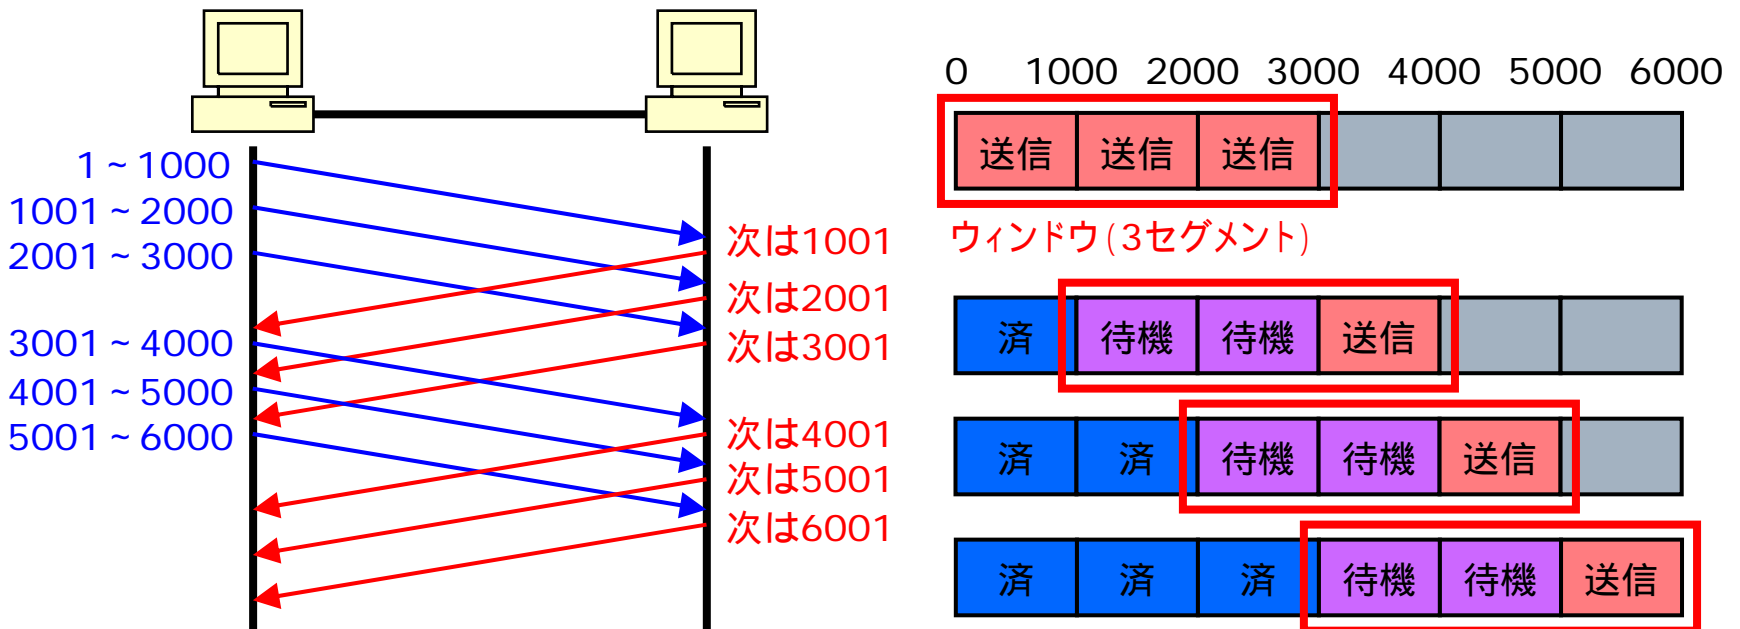 1~1000
1001~2000
2001~3000
3001~4000
4001~5000
5001~6000
次は1001
次は2001
次は3001
次は4001
次は5001
次は6001
0 1000 2000 3000 4000 5000 6000
送信 送信 送信
ウィンドウ(3セグメント)
済 待機 待機 送信
済 済 待機 待機 送信
済 済 済 待機 待機 送信